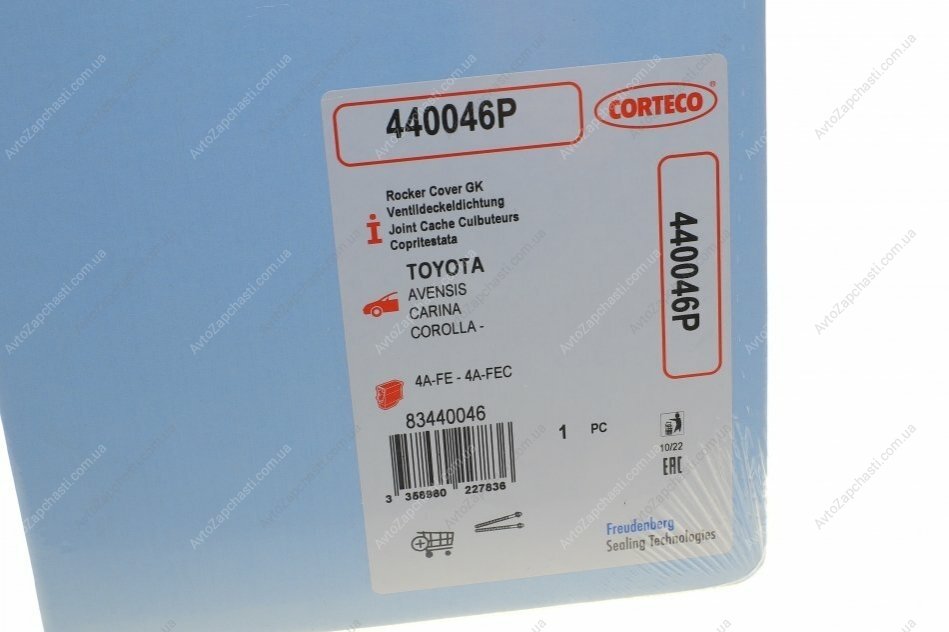 440046P
CORTECO®
Rocker Cover GK
Ventildeckeldichtung
Joint Cache Culbuteurs
Copritestata
TOYOTA
AVENSIS
CARINA
COROLLA -
4A-FE - 4A-FEC
83440046
3 358960 227836
1 PC
440046P
10/22
EAC
Freudenberg
Sealing Technologies
AvtoZapchasti.com.ua